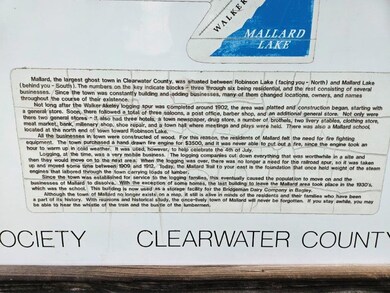 WALKER
MALLARD
LAKE
Mallard, the largest ghost town in Clearwater County, was situated between Robinson Lake (facing you - North) and Mallard Lake
(behind you - South). The numbers on the key indicate blocks - three through six being residential, and the rest consisting of several
businesses. Since the town was constantly building and adding businesses, many of them changed locations, owners, and names
throughout the course of their existence.
Not long after the Walker-Akeley logging spur was completed around 1902, the area was platted and construction began, starting with
a general store. Soon, there followed a total of three saloons, a post office, barber shop, and an additional general store. Not only were
there two general stores - it also had three hotels, a town newspaper, drug store, a number of brothels, two livery stables, clothing store,
meat market, bank, millenery shop, shoe repair, and a town hall where meetings and plays were held. There was also a Mallard school,
located at the north end of town toward Robinson Lake.
All the businesses in town were constructed of wood. For this reason, the residents of Mallard felt the need for fire fighting
equipment. The town purchased a hand drawn fire engine for $3500, and it was never able to put out a fire, since the engine took an
hour to warm up in cold weather. It was used, however, to help celebrate the 4th of July.
Logging, at the time, was a very mobile business. The logging companies cut down everything that was worthwhile in a site and
then they would move on to the next area. When the logging was over, there was no longer a need for the railroad spur, so it was taken
up and moved some time between 1909 and 1912. Today, the Mallard Hall is your used to be foundation that once held weight of the steam
engines that labored through the town carrying loads of lumber.
Since the town was established for service to the logging families, this eventually caused the population to move on and the
businesses of Mallard to dissolve. With the exception of some homes, the last building to leave the Mallard area took place in the 1930's,
which was the school. This building is now used as a storage facility for the Bridgeman Dairy Company in Bagley.
Although the town of Mallard no longer exists on a map, it still is alive in minds of the residents and their families who have been
a part of its history. With reunions and historical study, the once-lively town of Mallard will never be forgotten. If you stay awhile, you may
be able to hear the whistle of the train and the bustle of the lumbermen.
OCIETY CLEARWATER COUNTY